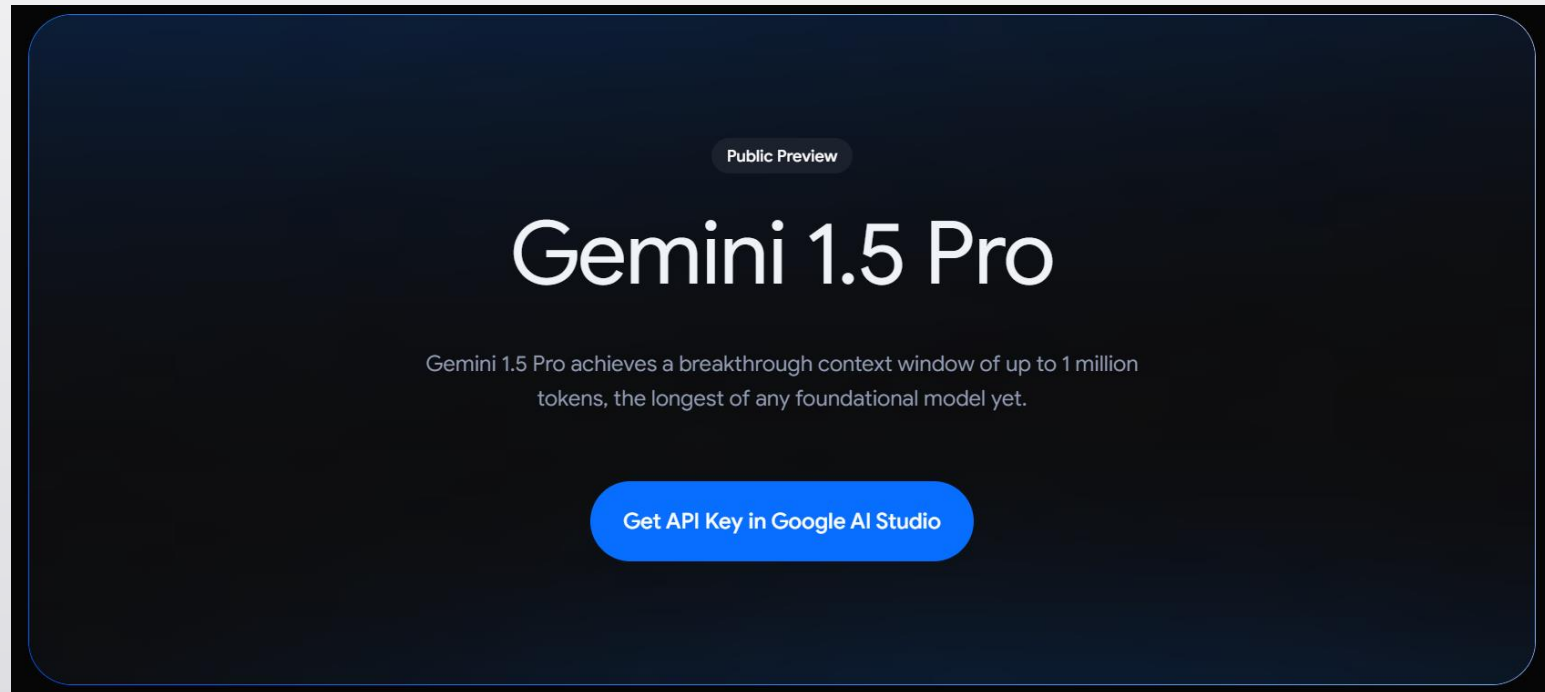 Public Preview
Gemini 1.5 Pro
Gemini 1.5 Pro achieves a breakthrough context window of up to 1 million
tokens, the longest of any foundational model yet.
Get API Key in Google AI Studio